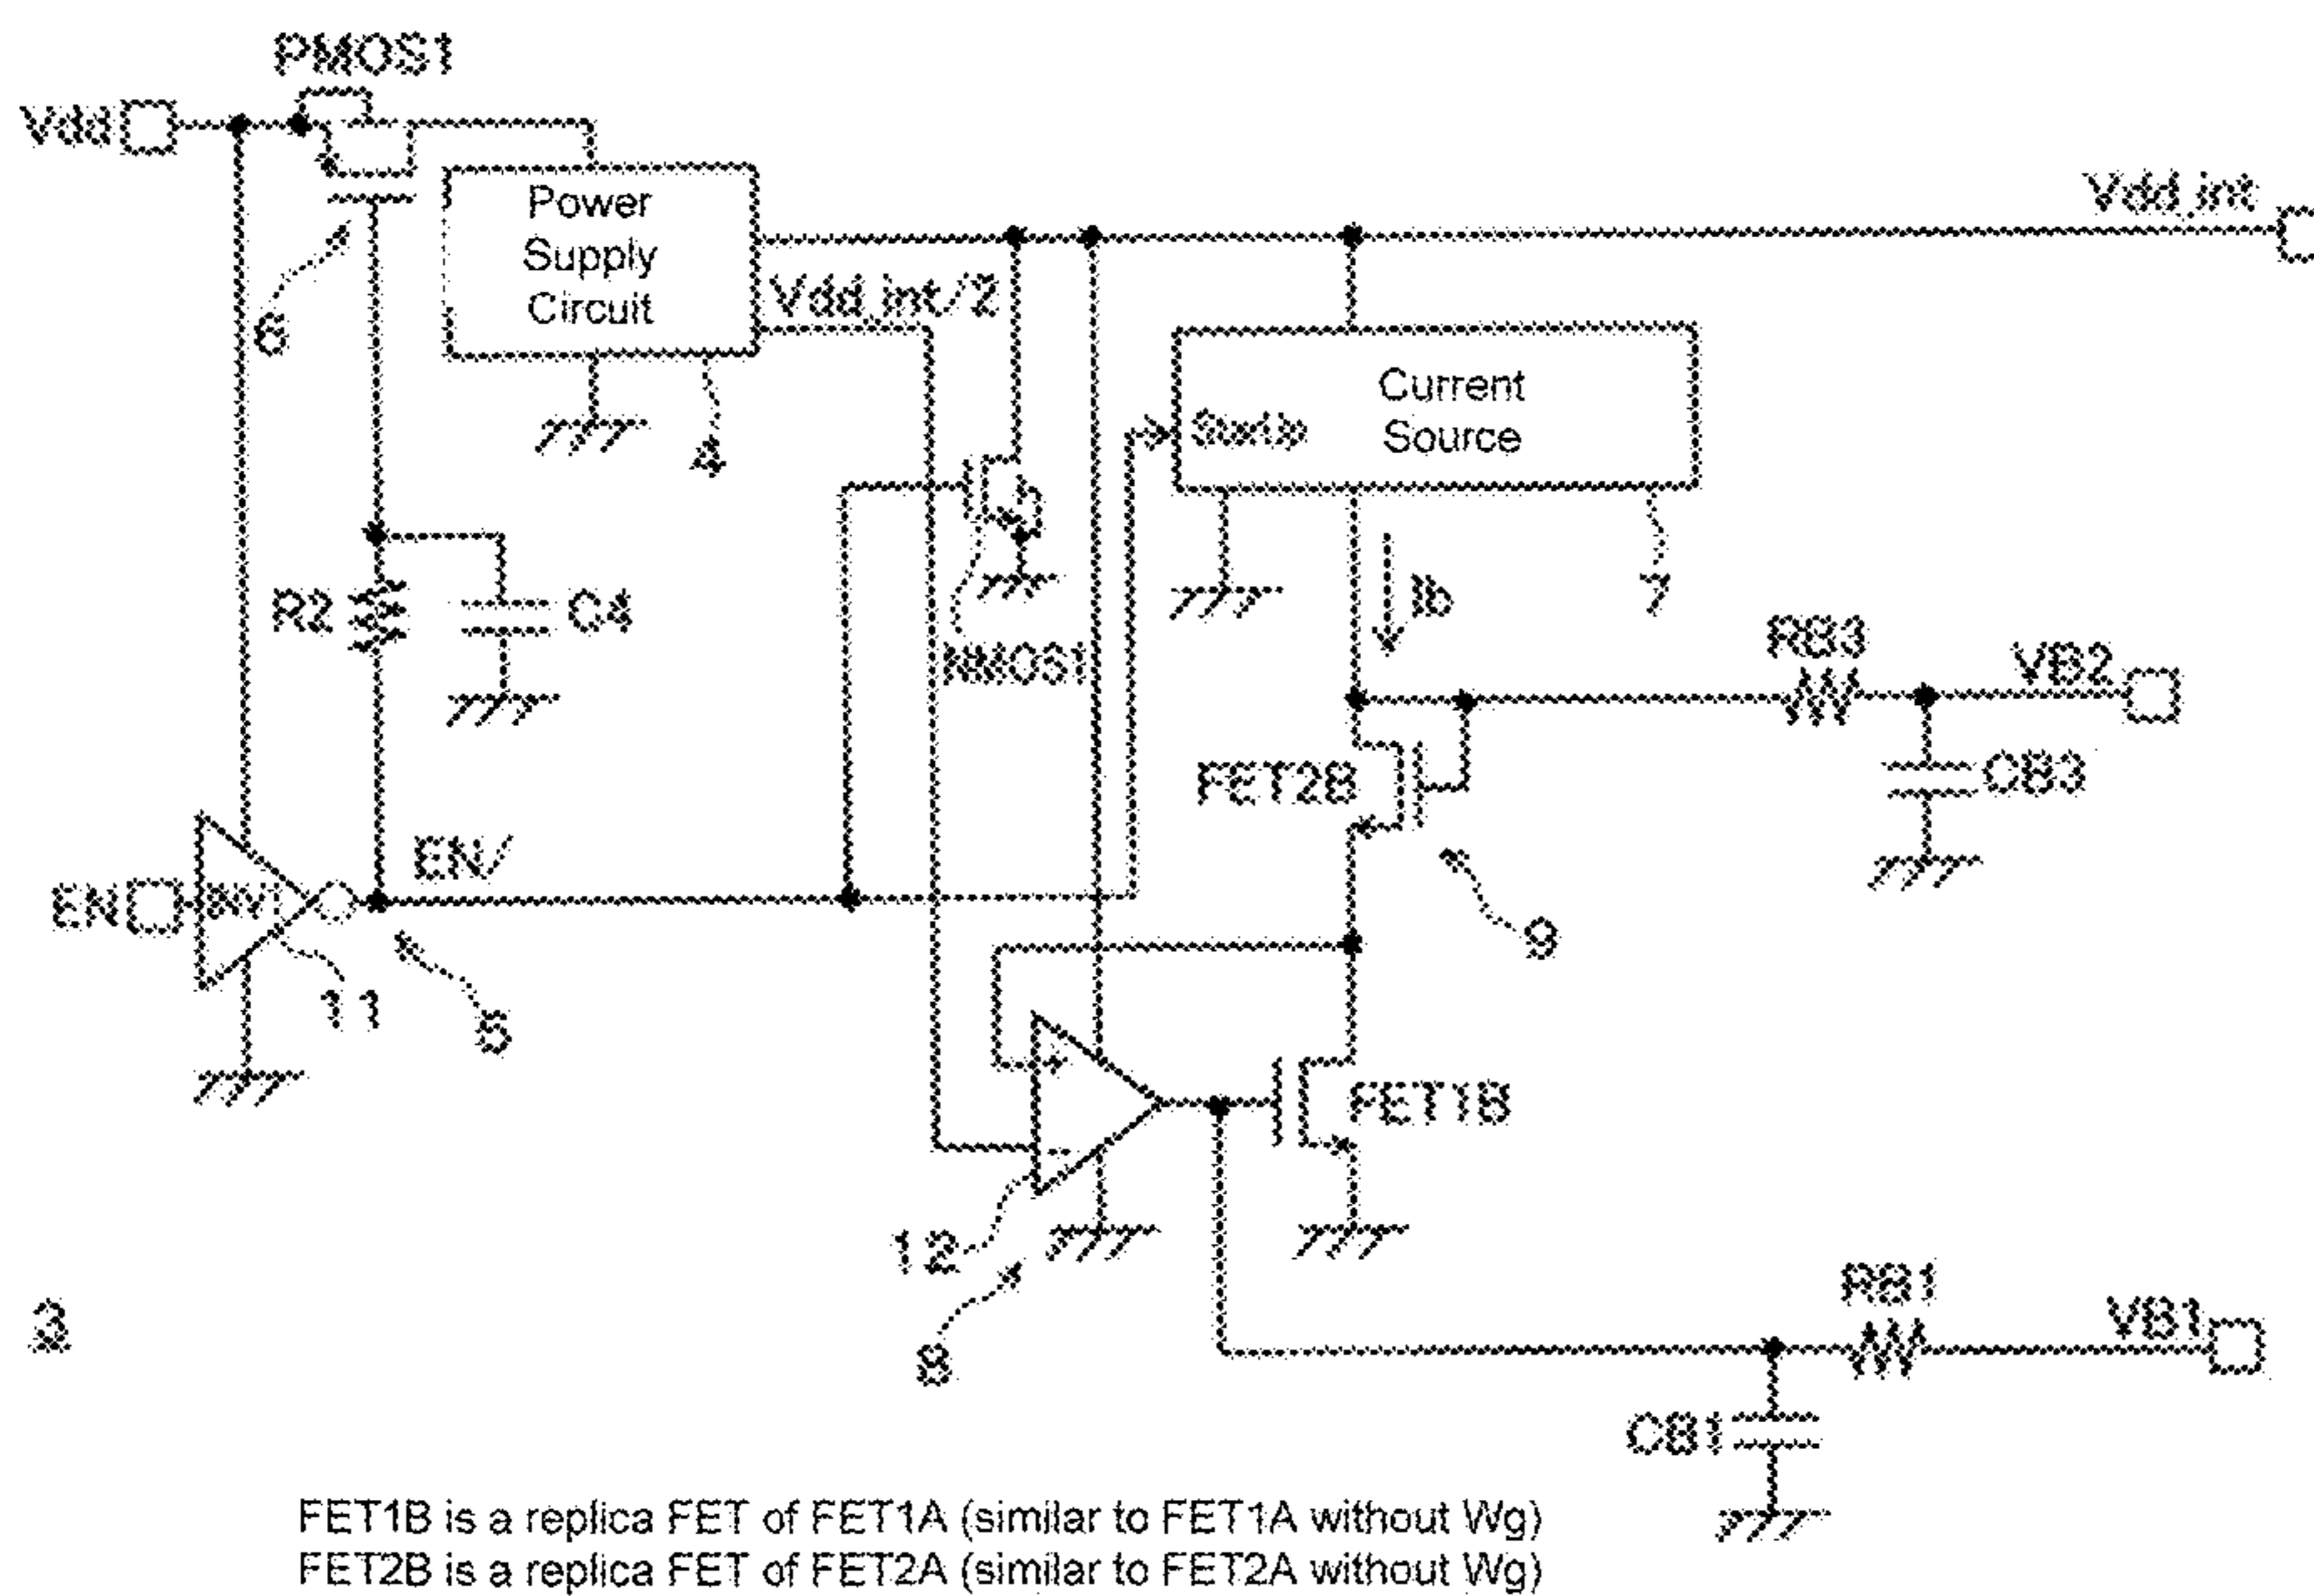 PMOS1
Vdd
Power
Supply
Circuit
Vdd_int
Vdd_int/2
6
4
Current
Source
7
Ib
R2
C4
NMOS1
RB3
VB2
FET2B
CB3
EN/
EN
INV1
11
5
9
FET1B
12
8
3
RB1
VB1
CB1
FET1B is a replica FET of FET1A (similar to FET1A without Wg)
FET2B is a replica FET of FET2A (similar to FET2A without Wg)